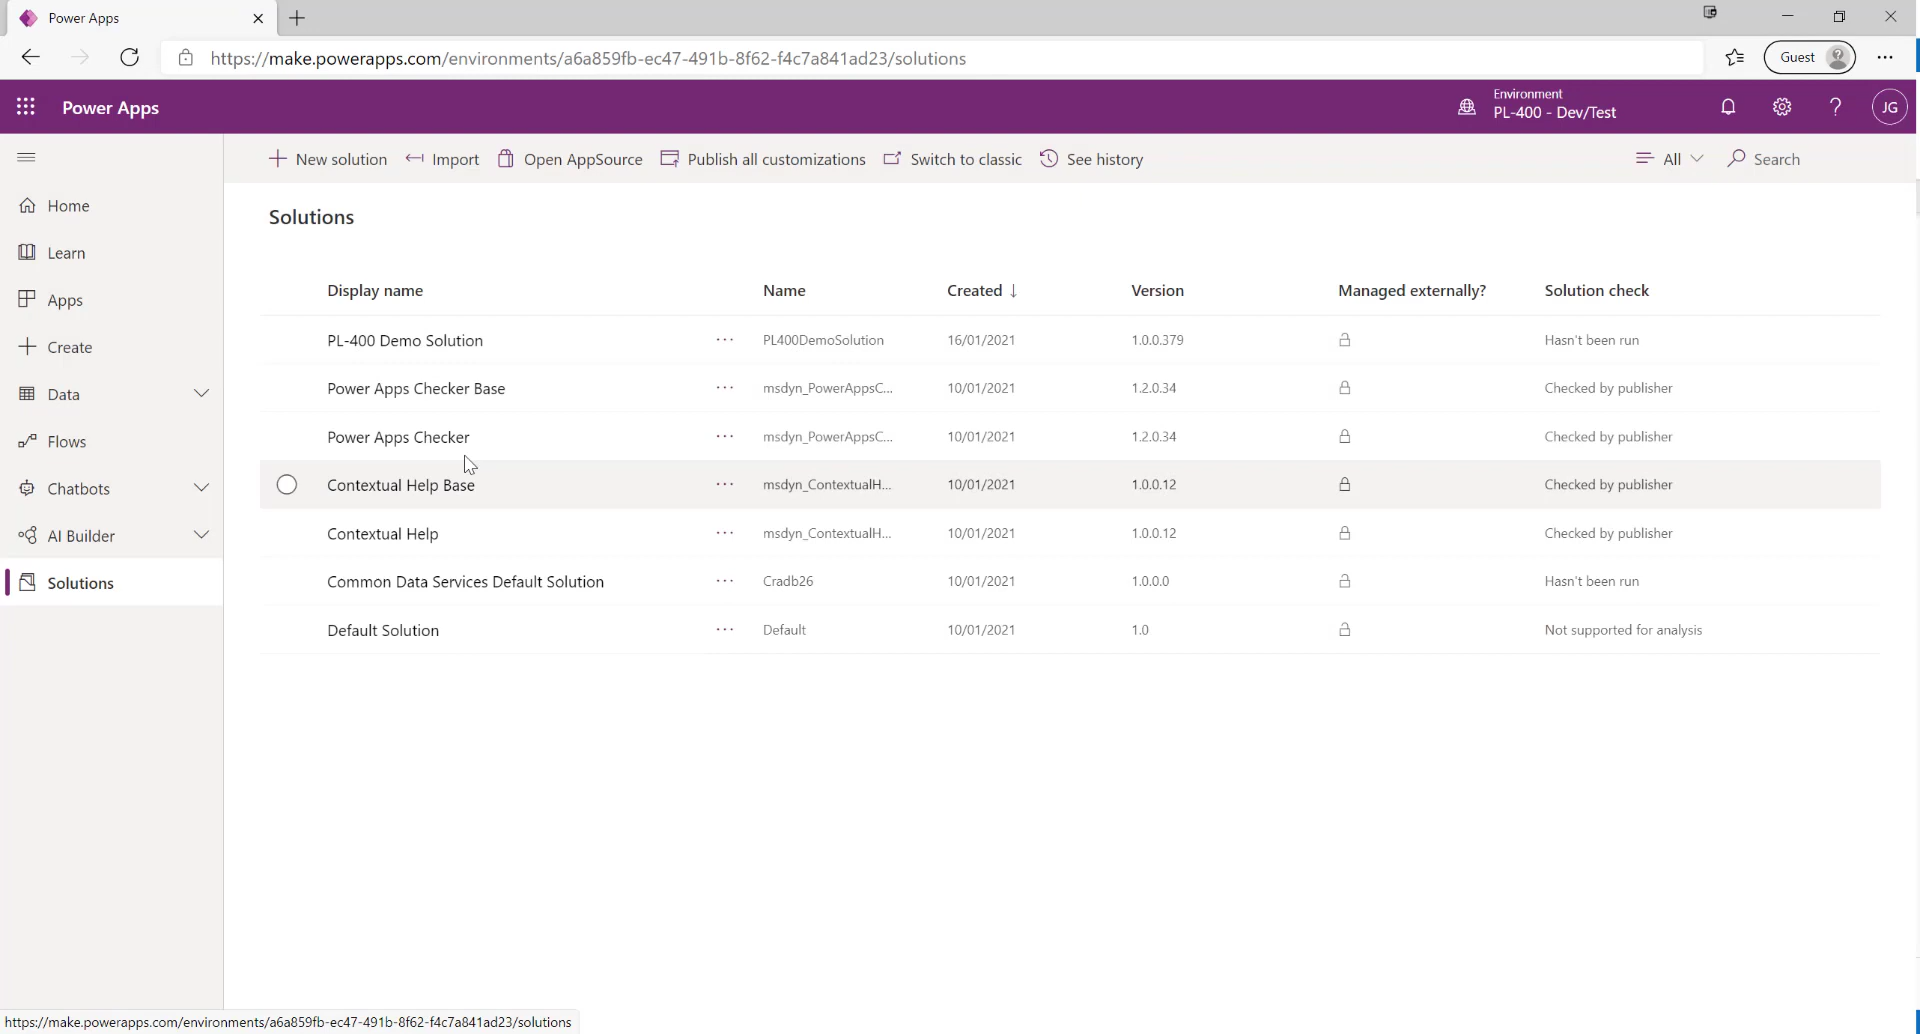 Power Apps
https://make.powerapps.com/environments/a6a859fb-ec47-491b-8f62-f4c7a841ad23/solutions
Guest
Power Apps
Environment
PL-400 - Dev/Test
JG
New solution
Import
Open AppSource
Publish all customizations
Switch to classic
See history
All
Search
Home
Learn
Apps
Create
Data
Flows
Chatbots
AI Builder
Solutions
Solutions
Display name Name Created ↓ Version Managed externally? Solution check
PL-400 Demo Solution ··· PL400DemoSolution 16/01/2021 1.0.0.379 Hasn't been run
Power Apps Checker Base ··· msdyn_PowerAppsC... 10/01/2021 1.2.0.34 Checked by publisher
Power Apps Checker ··· msdyn_PowerAppsC... 10/01/2021 1.2.0.34 Checked by publisher
Contextual Help Base ··· msdyn_ContextualH... 10/01/2021 1.0.0.12 Checked by publisher
Contextual Help ··· msdyn_ContextualH... 10/01/2021 1.0.0.12 Checked by publisher
Common Data Services Default Solution ··· Cradb26 10/01/2021 1.0.0.0 Hasn't been run
Default Solution ··· Default 10/01/2021 1.0 Not supported for analysis
https://make.powerapps.com/environments/a6a859fb-ec47-491b-8f62-f4c7a841ad23/solutions